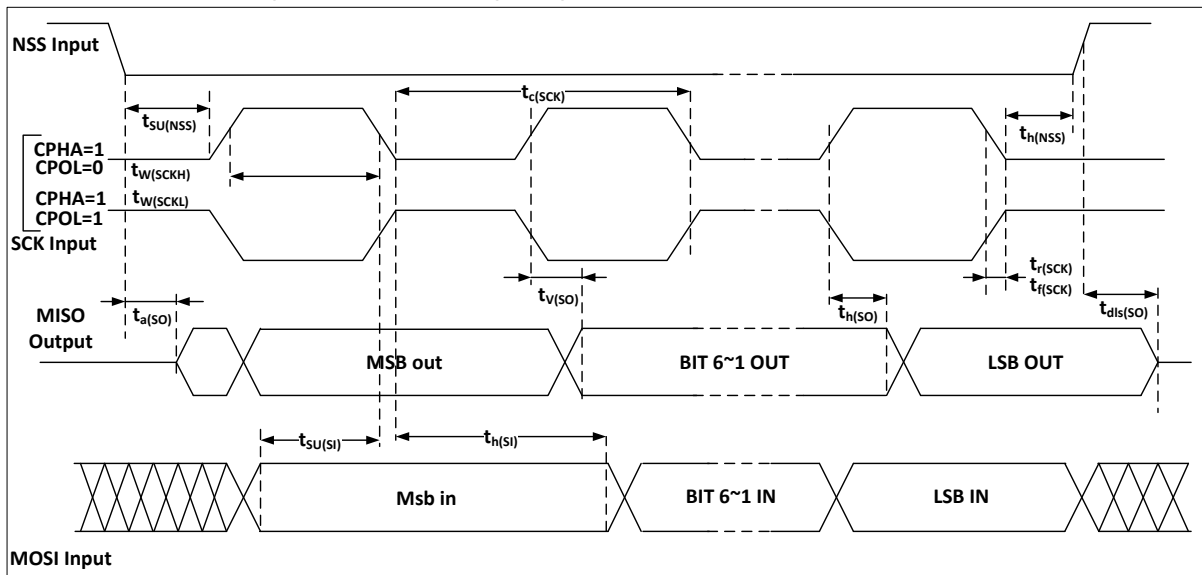 NSS Input
tc(SCK)
tSU(NSS)
th(NSS)
CPHA=1
CPOL=0
tW(SCKH)
CPHA=1
CPOL=1
tW(SCKL)
SCK Input
tr(SCK)
tf(SCK)
ta(SO)
tV(SO)
th(SO)
tdls(SO)
MISO
Output
MSB out
BIT 6~1 OUT
LSB OUT
tSU(SI)
th(SI)
Msb in
BIT 6~1 IN
LSB IN
MOSI Input